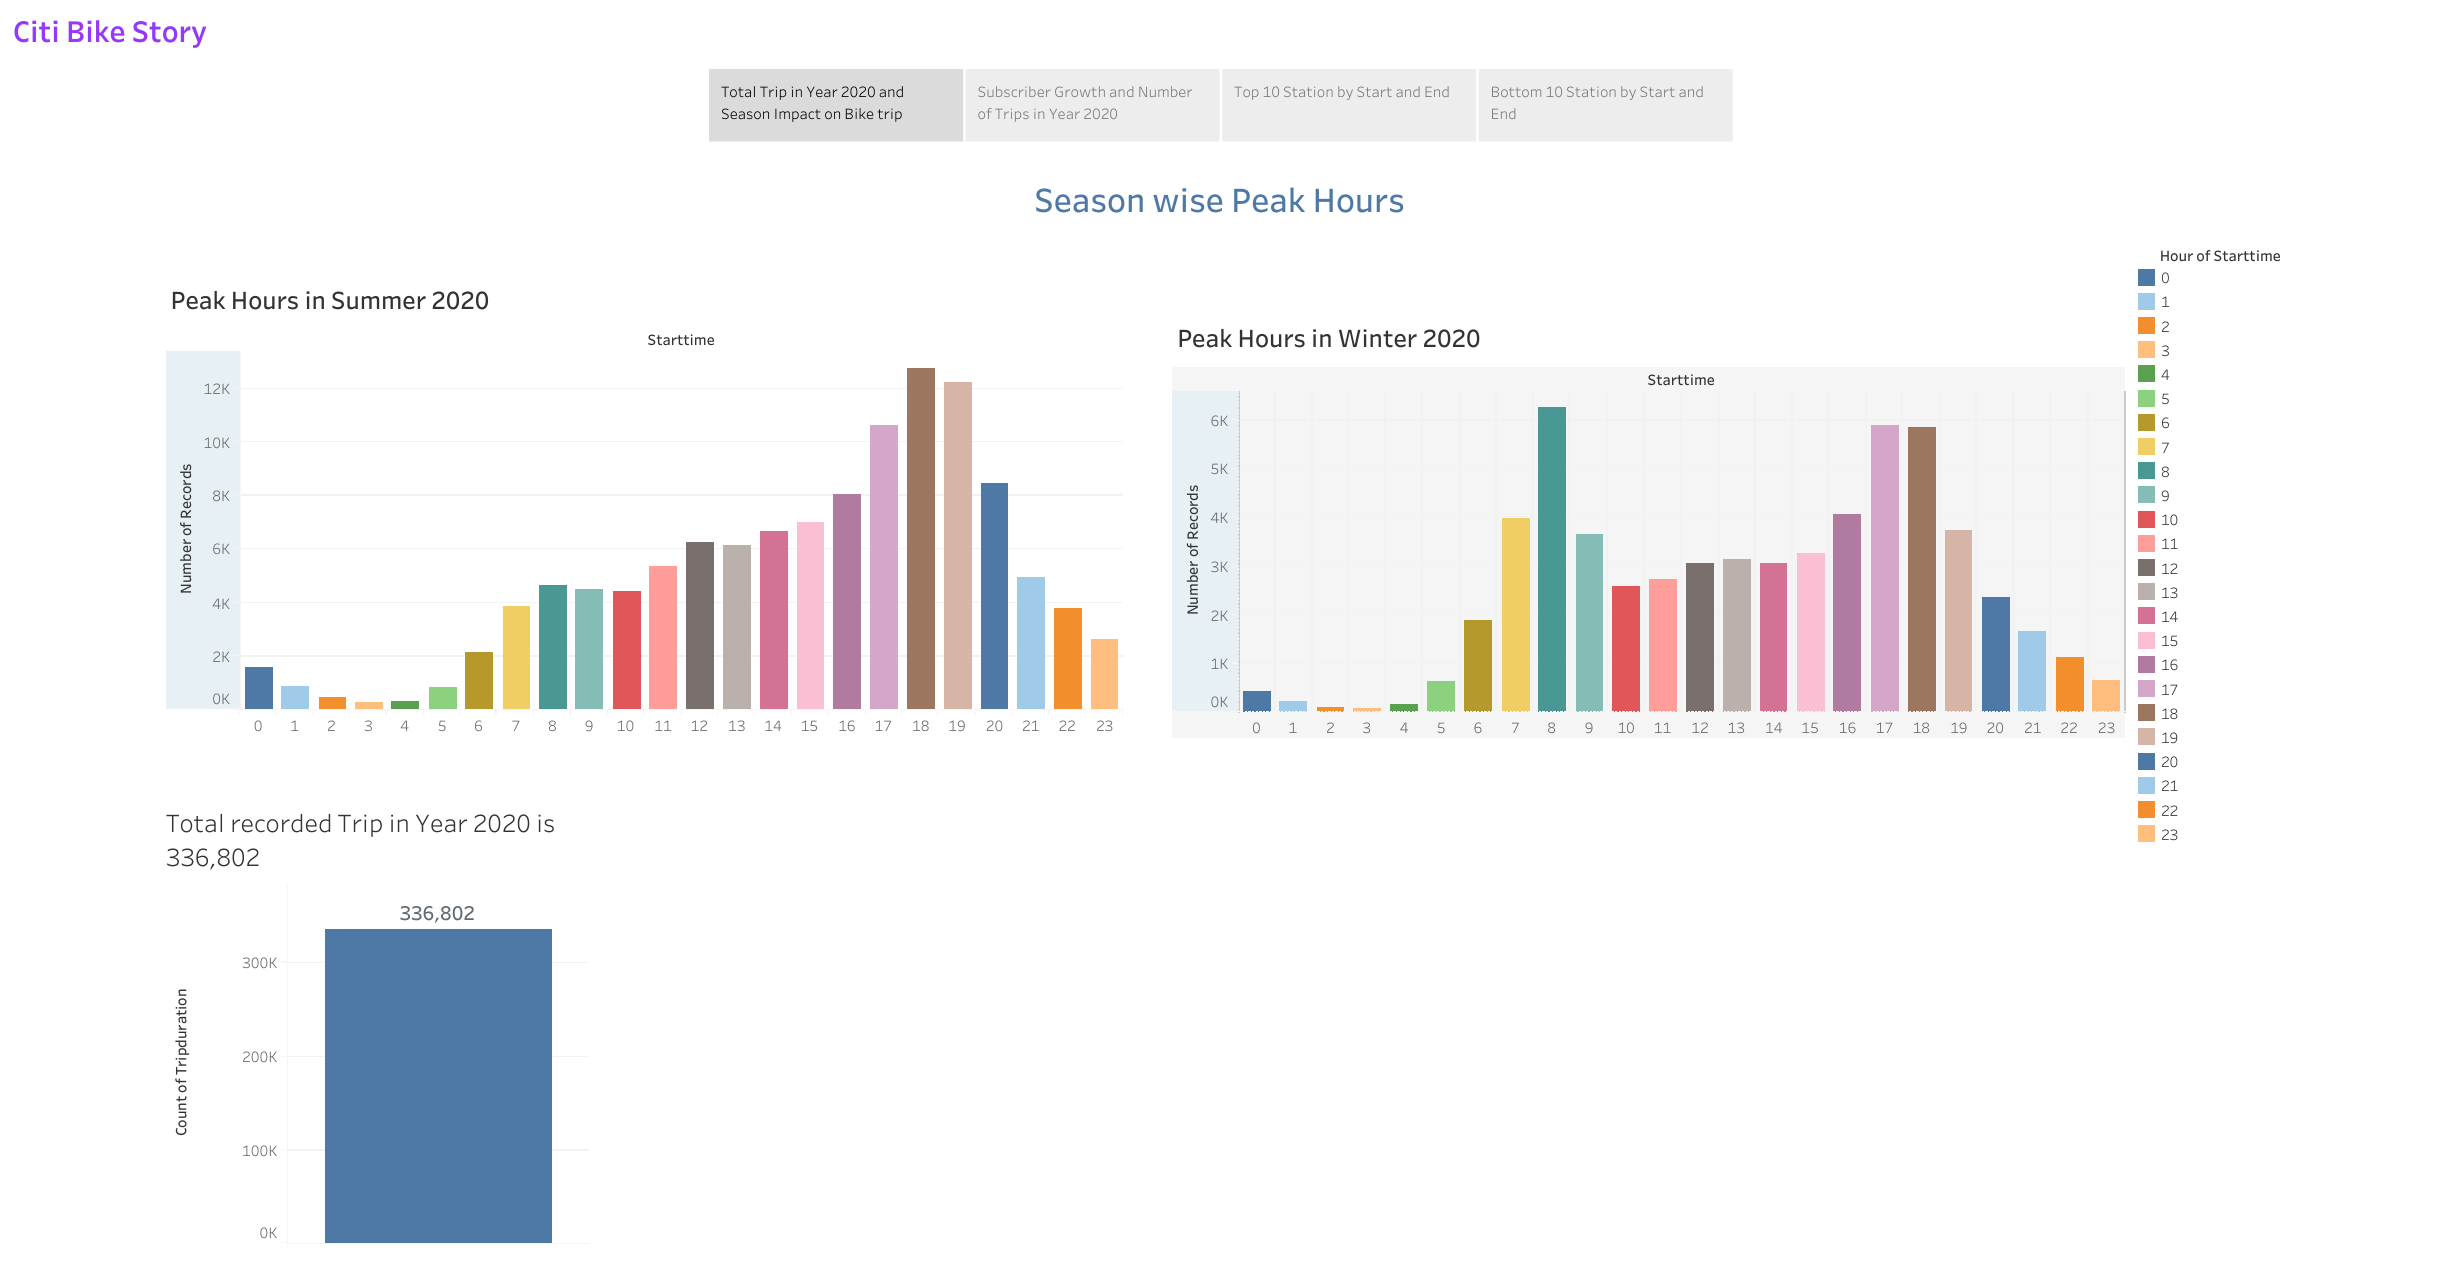 Citi Bike Story
Total Trip in Year 2020 and
Season Impact on Bike trip
Subscriber Growth and Number
of Trips in Year 2020
Top 10 Station by Start and End
Bottom 10 Station by Start and
End
Season wise Peak Hours
Peak Hours in Summer 2020
Starttime
Number of Records
12K
10K
8K
6K
4K
2K
0K
0 1 2 3 4 5 6 7 8 9 10 11 12 13 14 15 16 17 18 19 20 21 22 23
Peak Hours in Winter 2020
Starttime
Number of Records
6K
5K
4K
3K
2K
1K
0K
0 1 2 3 4 5 6 7 8 9 10 11 12 13 14 15 16 17 18 19 20 21 22 23
Hour of Starttime
0
1
2
3
4
5
6
7
8
9
10
11
12
13
14
15
16
17
18
19
20
21
22
23
Total recorded Trip in Year 2020 is
336,802
336,802
Count of Tripduration
300K
200K
100K
0K